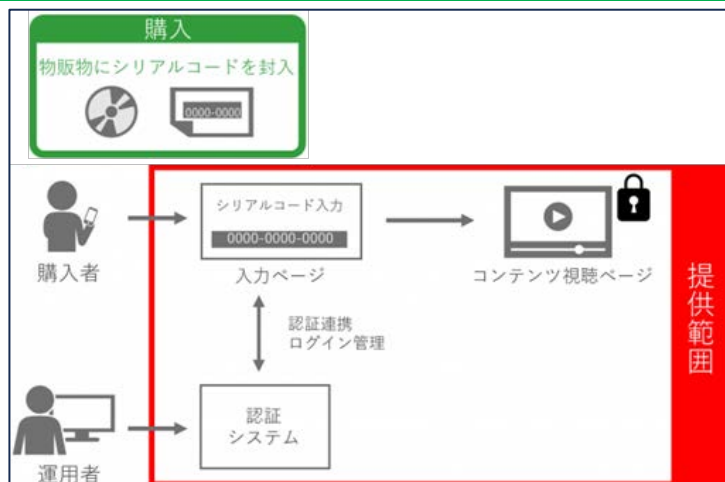 購入
物販物にシリアルコードを封入
0000-0000
シリアルコード入力
0000-0000-0000
購入者
入力ページ
コンテンツ視聴ページ
提供範囲
認証連携
ログイン管理
認証
システム
運用者